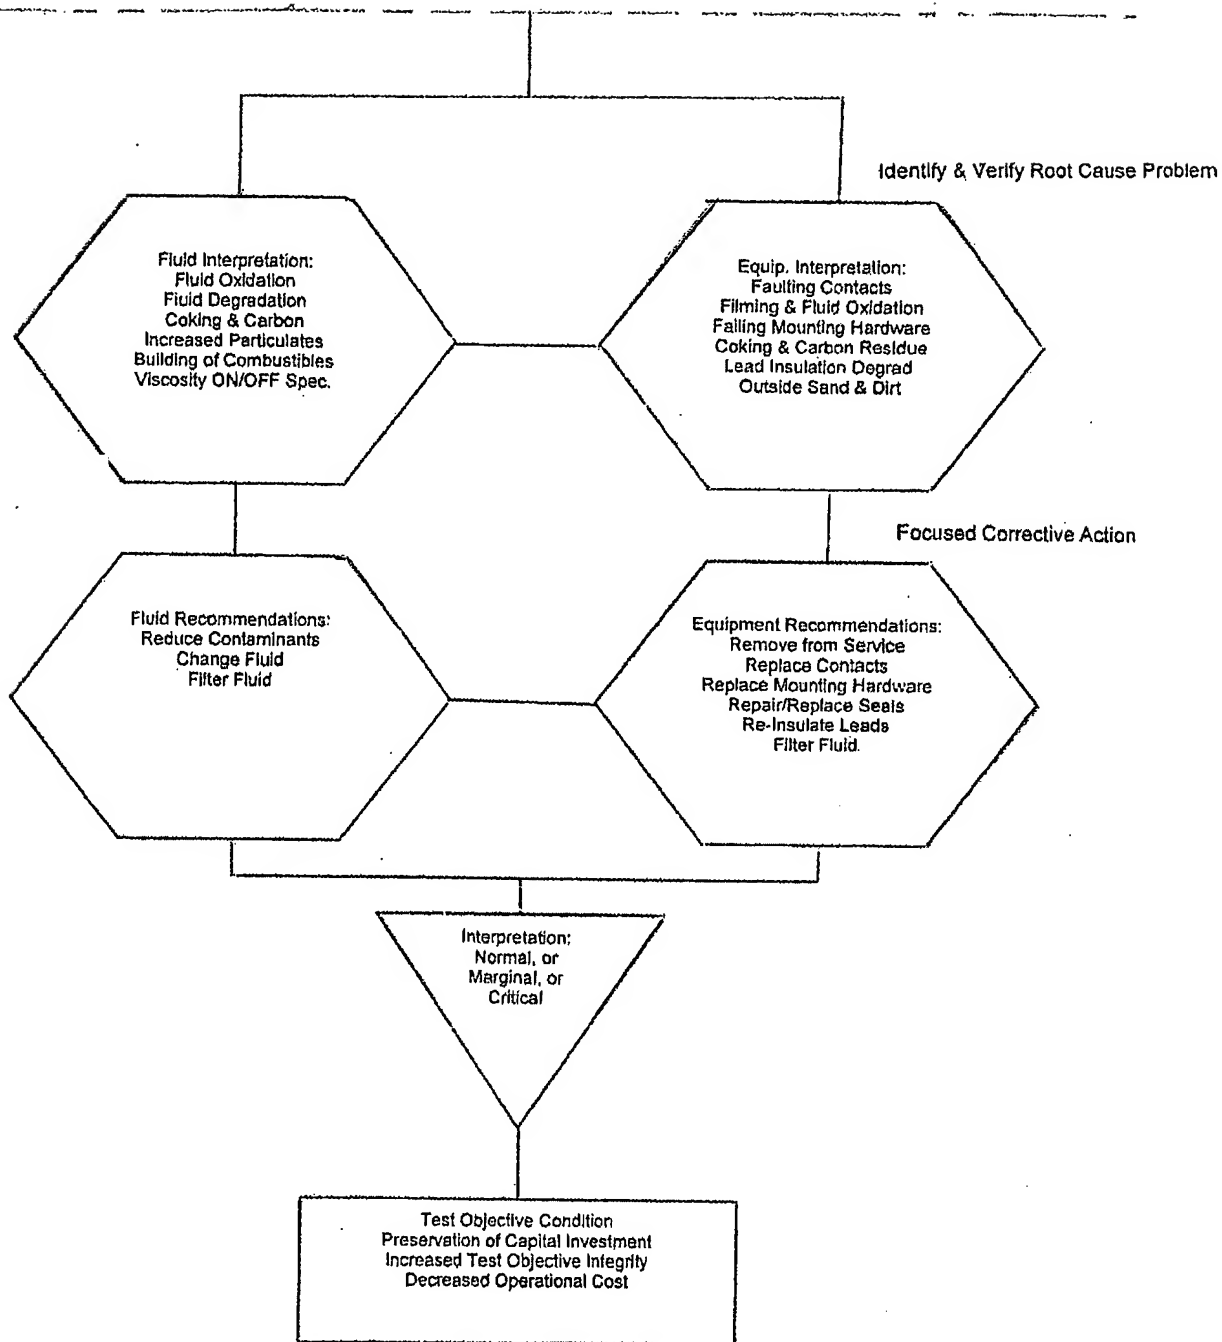 Identify & Verify Root Cause Problem
Fluid Interpretation:
Fluid Oxidation
Fluid Degradation
Coking & Carbon
Increased Particulates
Building of Combustibles
Viscosity ON/OFF Spec.
Equip. Interpretation:
Faulting Contacts
Filming & Fluid Oxidation
Failing Mounting Hardware
Coking & Carbon Residue
Lead Insulation Degrad
Outside Sand & Dirt
Focused Corrective Action
Fluid Recommendations:
Reduce Contaminants
Change Fluid
Filter Fluid
Equipment Recommendations:
Remove from Service
Replace Contacts
Replace Mounting Hardware
Repair/Replace Seals
Re-Insulate Leads
Filter Fluid.
Interpretation:
Normal, or
Marginal, or
Critical
Test Objective Condition
Preservation of Capital Investment
Increased Test Objective Integrity
Decreased Operational Cost